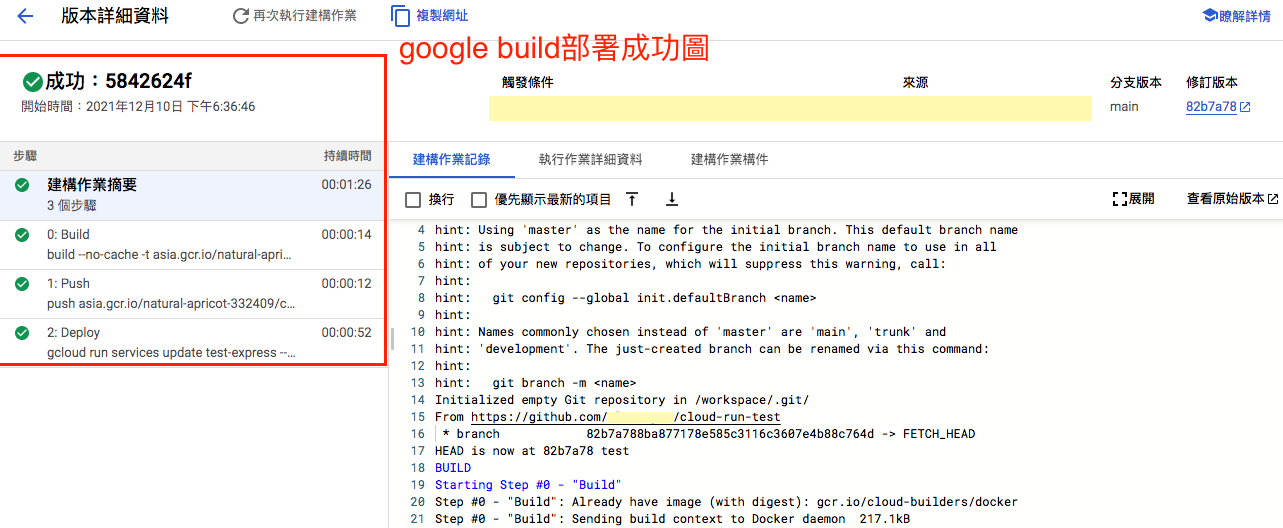 版本詳細資料
再次執行建構作業
複製網址
瞭解詳情
google build部署成功圖
成功：5842624f
開始時間：2021年12月10日 下午6:36:46
觸發條件
來源
分支版本
修訂版本
main
82b7a78
步驟
持續時間
建構作業摘要
00:01:26
3 個步驟
0: Build
00:00:14
build --no-cache -t asia.gcr.io/natural-apri…
1: Push
00:00:12
push asia.gcr.io/natural-apricot-332409/c…
2: Deploy
00:00:52
gcloud run services update test-express --…
建構作業記錄
執行作業詳細資料
建構作業構件
換行
優先顯示最新的項目
展開
查看原始版本
4 hint: Using 'master' as the name for the initial branch. This default branch name
5 hint: is subject to change. To configure the initial branch name to use in all
6 hint: of your new repositories, which will suppress this warning, call:
7 hint:
8 hint:   git config --global init.defaultBranch <name>
9 hint:
10 hint: Names commonly chosen instead of 'master' are 'main', 'trunk' and
11 hint: 'development'. The just-created branch can be renamed via this command:
12 hint:
13 hint:   git branch -m <name>
14 Initialized empty Git repository in /workspace/.git/
15 From https://github.com/ /cloud-run-test
16  * branch            82b7a788ba877178e585c3116c3607e4b88c764d -> FETCH_HEAD
17 HEAD is now at 82b7a78 test
18 BUILD
19 Starting Step #0 - "Build"
20 Step #0 - "Build": Already have image (with digest): gcr.io/cloud-builders/docker
21 Step #0 - "Build": Sending build context to Docker daemon  217.1kB